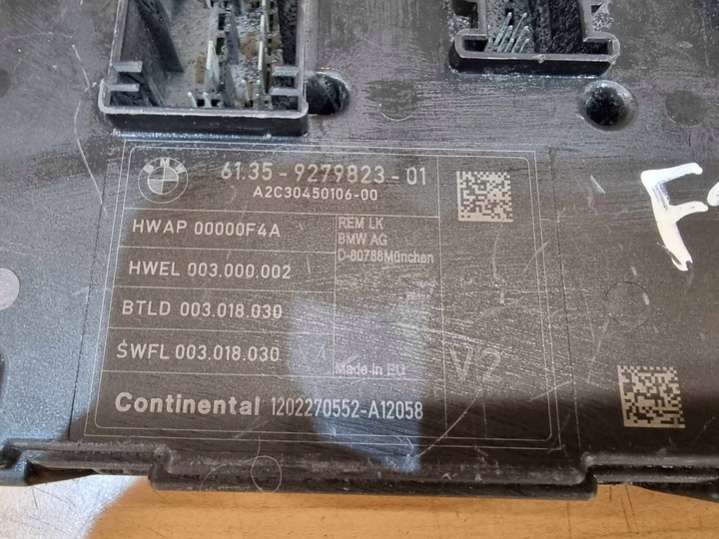 BMW
61.35-9279823-01
A2C30450106-00
HWAP 00000F4A
HWEL 003.000.002
BTLD 003.018.030
SWFL 003.018.030
REM LK
BMW AG
D-80788München
Made in EU
V2
Continental 1202270552-A12058